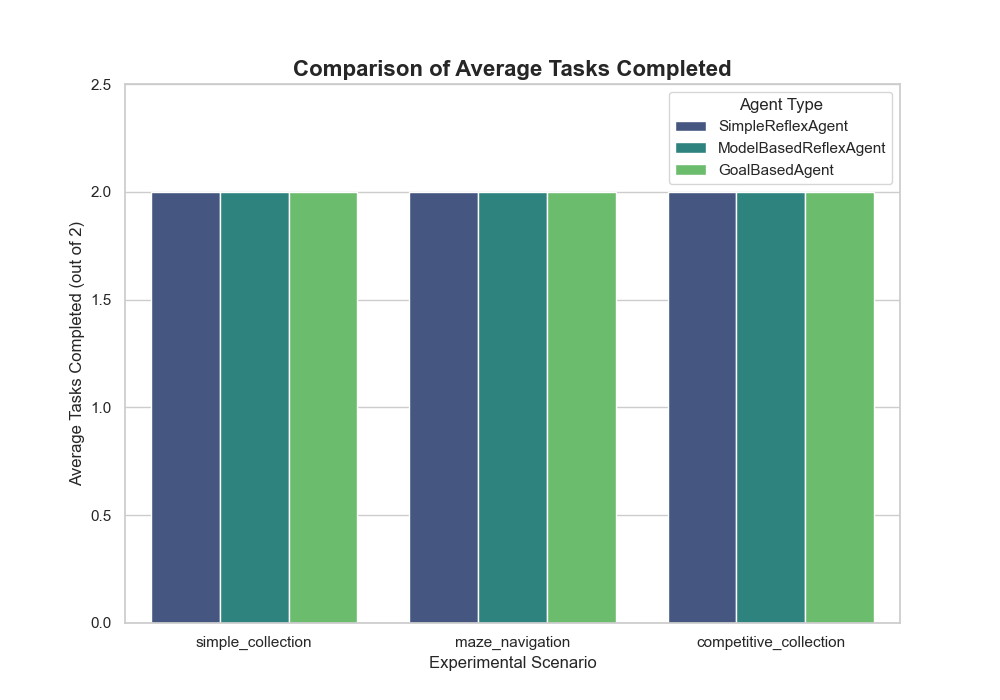 Comparison of Average Tasks Completed
Agent Type
SimpleReflexAgent
ModelBasedReflexAgent
GoalBasedAgent
Average Tasks Completed (out of 2)
2.5
2.0
1.5
1.0
0.5
0.0
simple_collection
maze_navigation
competitive_collection
Experimental Scenario